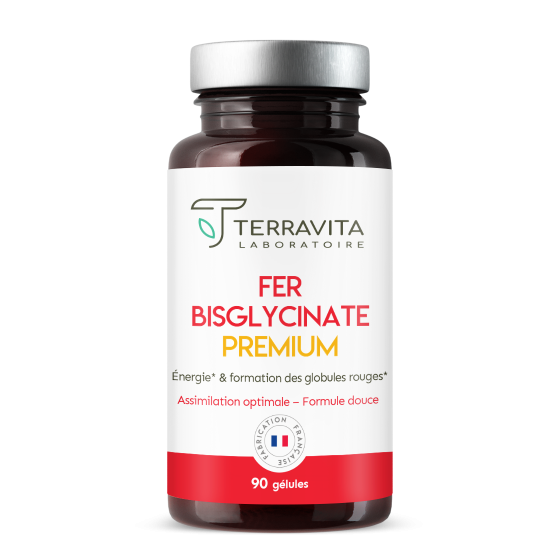 TERRAVITA
LABORATOIRE
FER
BISGLYCINATE
PREMIUM
Énergie* & formation des globules rouges*
Assimilation optimale – Formule douce
FABRICATION
FRANÇAISE
90 gélules